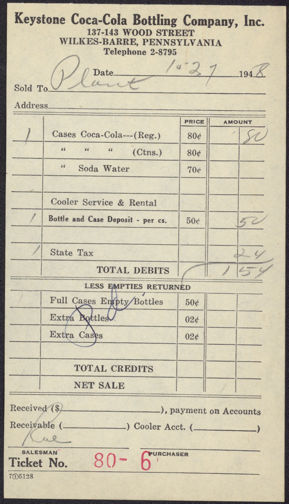 Keystone Coca-Cola Bottling Company, Inc.
137-143 WOOD STREET
WILKES-BARRE, PENNSYLVANIA
Telephone 2-8795
Date 10-27 1948
Sold To Plant
Address
PRICE AMOUNT
1 Cases Coca-Cola---(Reg.) 80¢ 80
" " " (Ctns.) 80¢
" Soda Water 70¢
Cooler Service & Rental
1 Bottle and Case Deposit - per cs. 50¢ 50
1 State Tax 24
TOTAL DEBITS 1 54
LESS EMPTIES RETURNED
Full Cases Empty Bottles 50¢
Extra Bottles 02¢
Extra Cases 02¢
TOTAL CREDITS
NET SALE
Received ($ ), payment on Accounts
Receivable ( ) Cooler Acct. ( )
SALESMAN PURCHASER
Ticket No. 80- 6